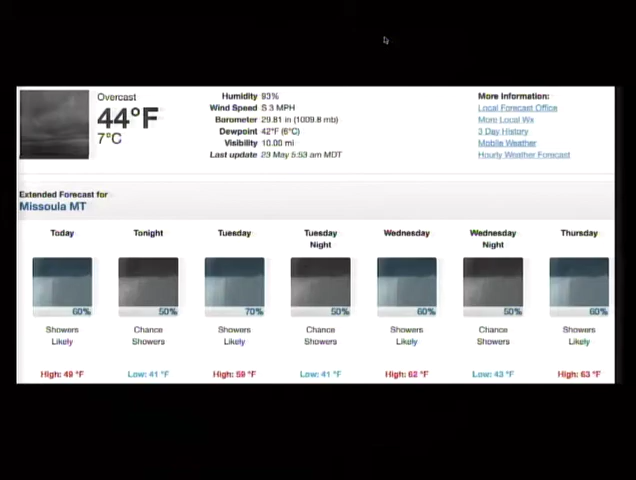 Overcast
44°F
7°C
Humidity 93%
Wind Speed S 3 MPH
Barometer 29.81 in (1009.8 mb)
Dewpoint 42°F (6°C)
Visibility 10.00 mi
Last update 23 May 5:53 am MDT
More Information:
Local Forecast Office
More Local Wx
3 Day History
Mobile Weather
Hourly Weather Forecast
Extended Forecast for
Missoula MT
Today Tonight Tuesday Tuesday Night Wednesday Wednesday Night Thursday
60% 50% 70% 50% 60% 50% 60%
Showers Likely Chance Showers Showers Likely Chance Showers Showers Likely Chance Showers Showers Likely
High: 49 °F Low: 41 °F High: 59 °F Low: 41 °F High: 62 °F Low: 43 °F High: 63 °F